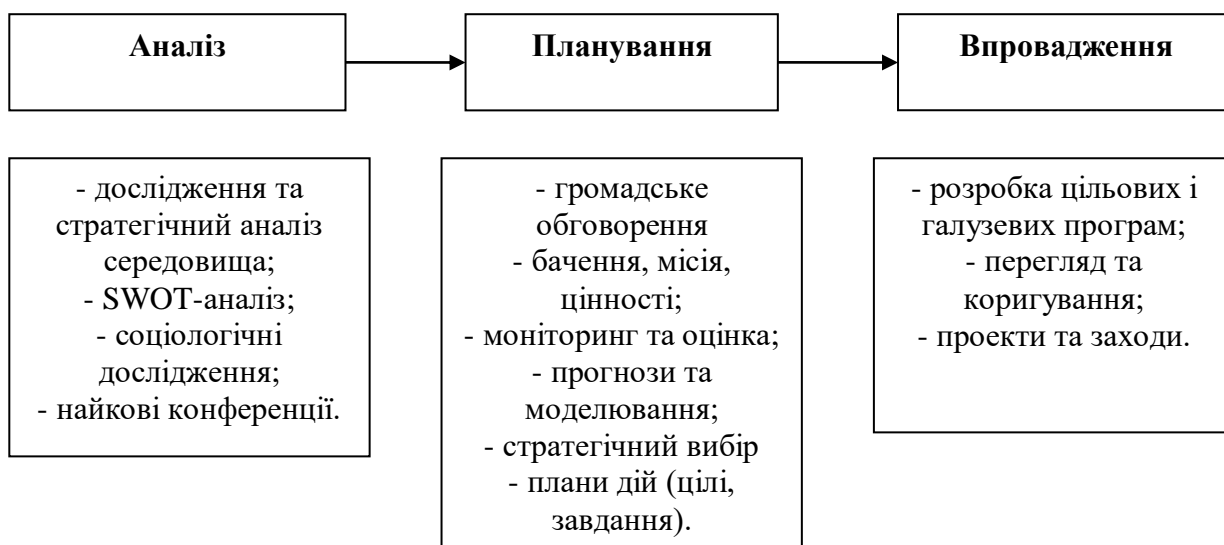 Аналіз
Планування
Впровадження
- дослідження та
стратегічний аналіз
середовища;
- SWOT-аналіз;
- соціологічні
дослідження;
- найкові конференції.
- громадське
обговорення
- бачення, місія,
цінності;
- моніторинг та оцінка;
- прогнози та
моделювання;
- стратегічний вибір
- плани дій (цілі,
завдання).
- розробка цільових і
галузевих програм;
- перегляд та
коригування;
- проекти та заходи.